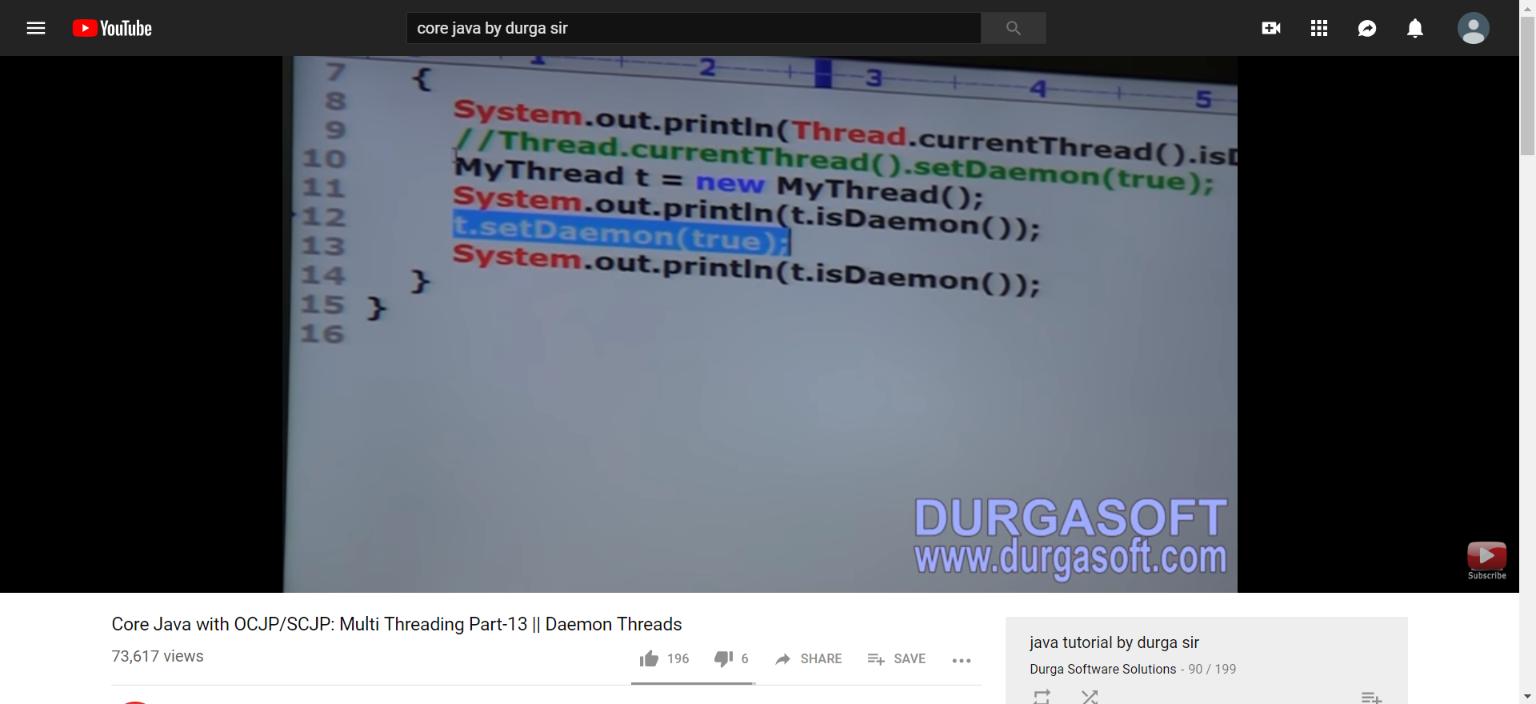 YouTube
core java by durga sir
1 2 3 4 5
7 {
8 System.out.println(Thread.currentThread().isD
9 //Thread.currentThread().setDaemon(true);
10 MyThread t = new MyThread();
11 System.out.println(t.isDaemon());
12 t.setDaemon(true);
13 System.out.println(t.isDaemon());
14 }
15 }
16
DURGASOFT
www.durgasoft.com
Subscribe
Core Java with OCJP/SCJP: Multi Threading Part-13 || Daemon Threads
73,617 views
196 6 SHARE SAVE
java tutorial by durga sir
Durga Software Solutions - 90 / 199